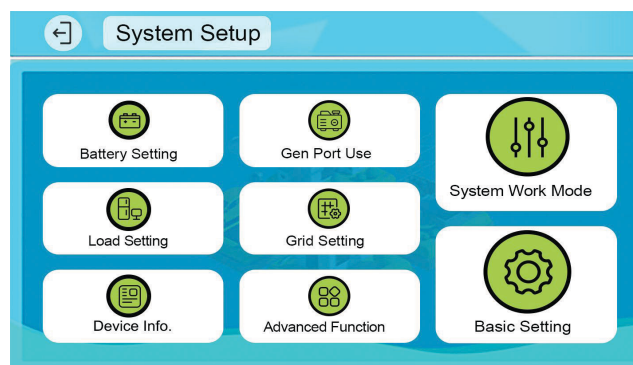 System Setup
Battery Setting
Gen Port Use
System Work Mode
Load Setting
Grid Setting
Device Info.
Advanced Function
Basic Setting